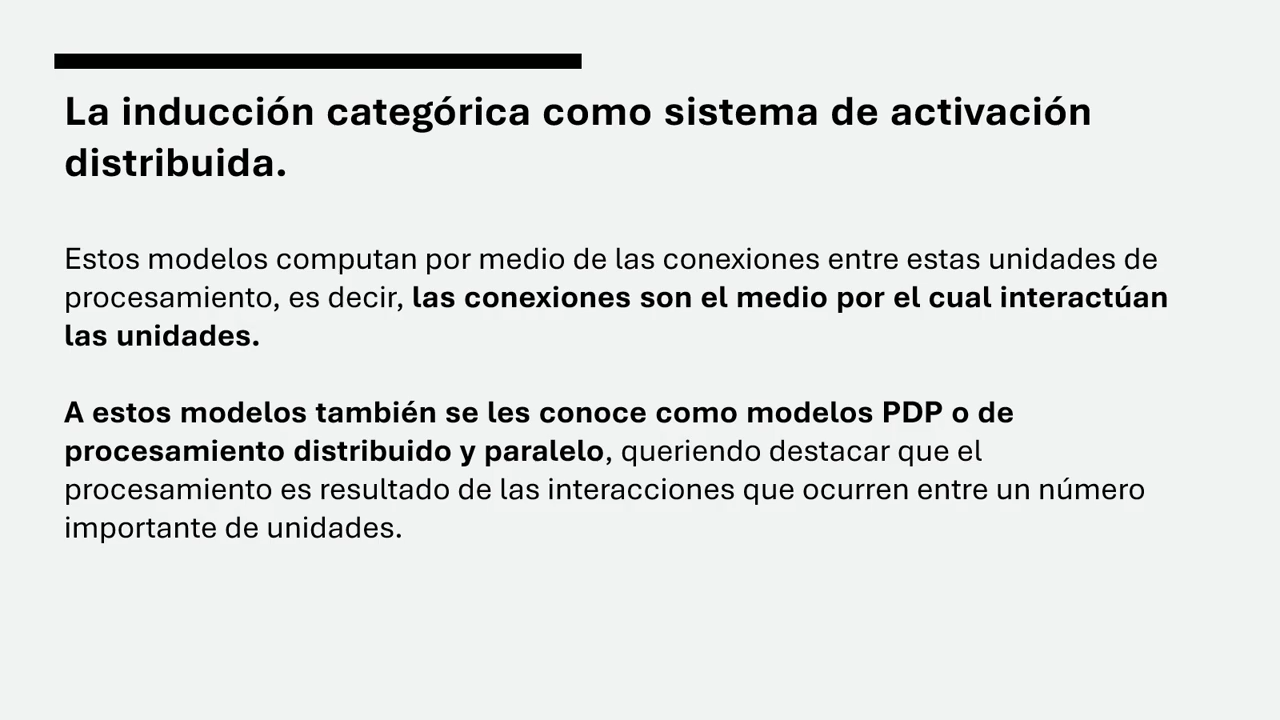 La inducción categórica como sistema de activación
distribuida.
Estos modelos computan por medio de las conexiones entre estas unidades de
procesamiento, es decir, las conexiones son el medio por el cual interactúan
las unidades.
A estos modelos también se les conoce como modelos PDP o de
procesamiento distribuido y paralelo, queriendo destacar que el
procesamiento es resultado de las interacciones que ocurren entre un número
importante de unidades.